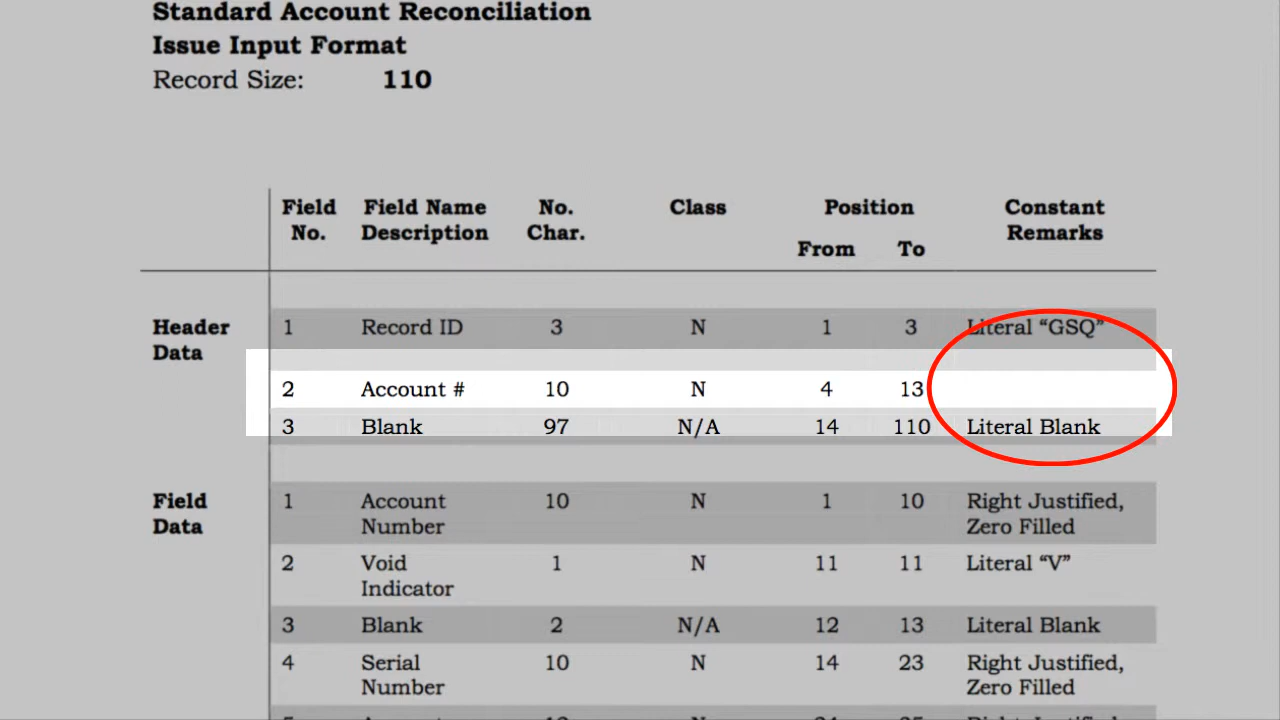 Standard Account Reconciliation
Issue Input Format
Record Size: 110
Field No. Field Name Description No. Char. Class Position From To Constant Remarks
Header Data
1 Record ID 3 N 1 3 Literal “GSQ”
2 Account # 10 N 4 13
3 Blank 97 N/A 14 110 Literal Blank
Field Data
1 Account Number 10 N 1 10 Right Justified, Zero Filled
2 Void Indicator 1 N 11 11 Literal “V”
3 Blank 2 N/A 12 13 Literal Blank
4 Serial Number 10 N 14 23 Right Justified, Zero Filled